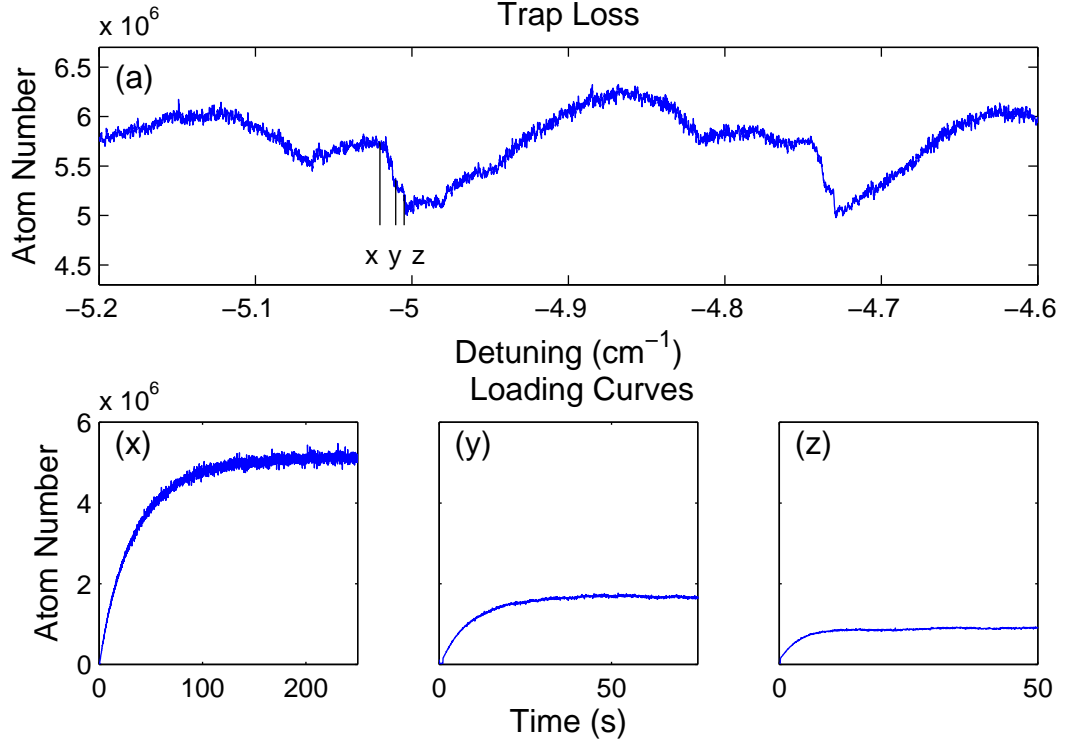 Trap Loss
x 10^6
(a)
Atom Number
6.5
6
5.5
5
4.5
x y z
−5.2 −5.1 −5 −4.9 −4.8 −4.7 −4.6
Detuning (cm^−1)
Loading Curves
x 10^6
(x) (y) (z)
Atom Number
6
4
2
0
0 100 200
0 50
0 50
Time (s)